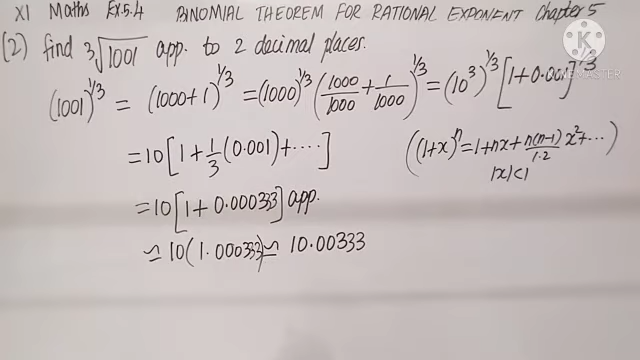 XI Maths Ex 5.4 BINOMIAL THEOREM FOR RATIONAL EXPONENT Chapter 5
(2) find ∛1001 app. to 2 decimal places.
(1001)^1/3 = (1000+1)^1/3 = (1000)^1/3 (1000/1000 + 1/1000)^1/3 = (10^3)^1/3 [1+0.001]^1/3
= 10[1 + 1/3 (0.001) + ....] ((1+x)^n = 1+nx+ n(n-1)/1·2 x^2 + ...)
|x|<1
= 10[1 + 0.000333] app.
≃ 10(1.000333) ≃ 10.00333
KINEMASTER